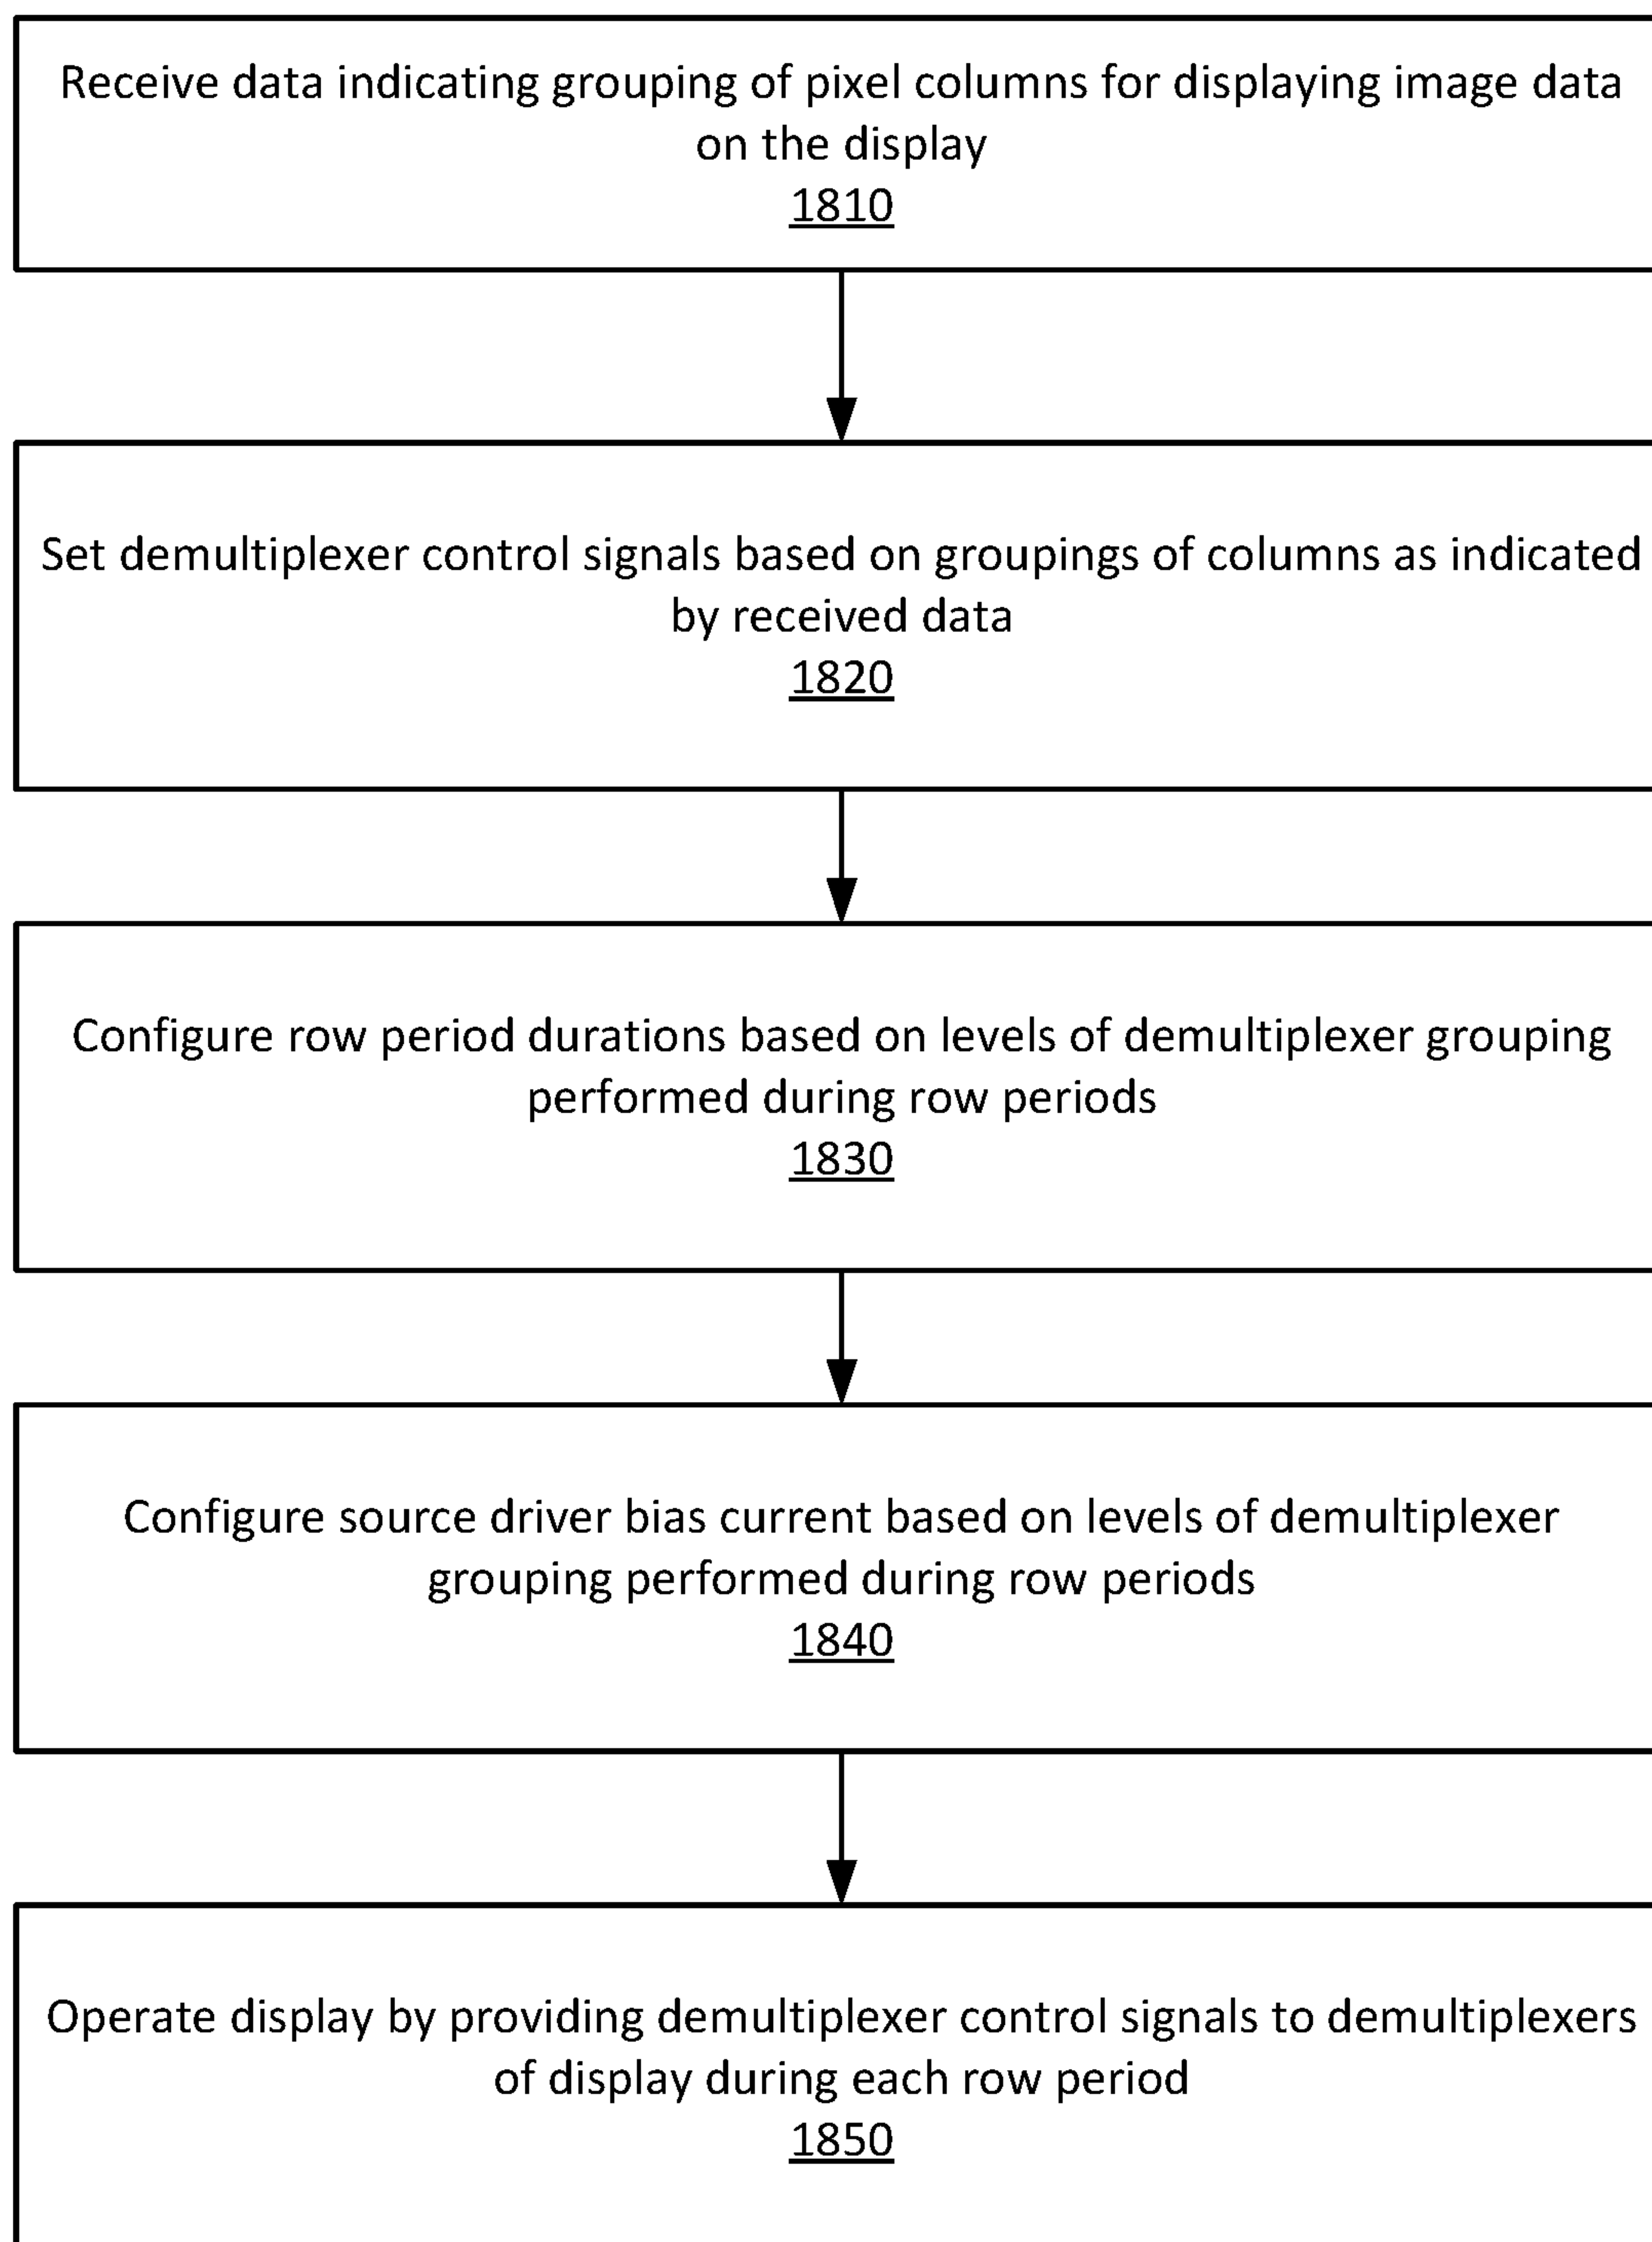 Receive data indicating grouping of pixel columns for displaying image data
on the display
1810
Set demultiplexer control signals based on groupings of columns as indicated
by received data
1820
Configure row period durations based on levels of demultiplexer grouping
performed during row periods
1830
Configure source driver bias current based on levels of demultiplexer
grouping performed during row periods
1840
Operate display by providing demultiplexer control signals to demultiplexers
of display during each row period
1850